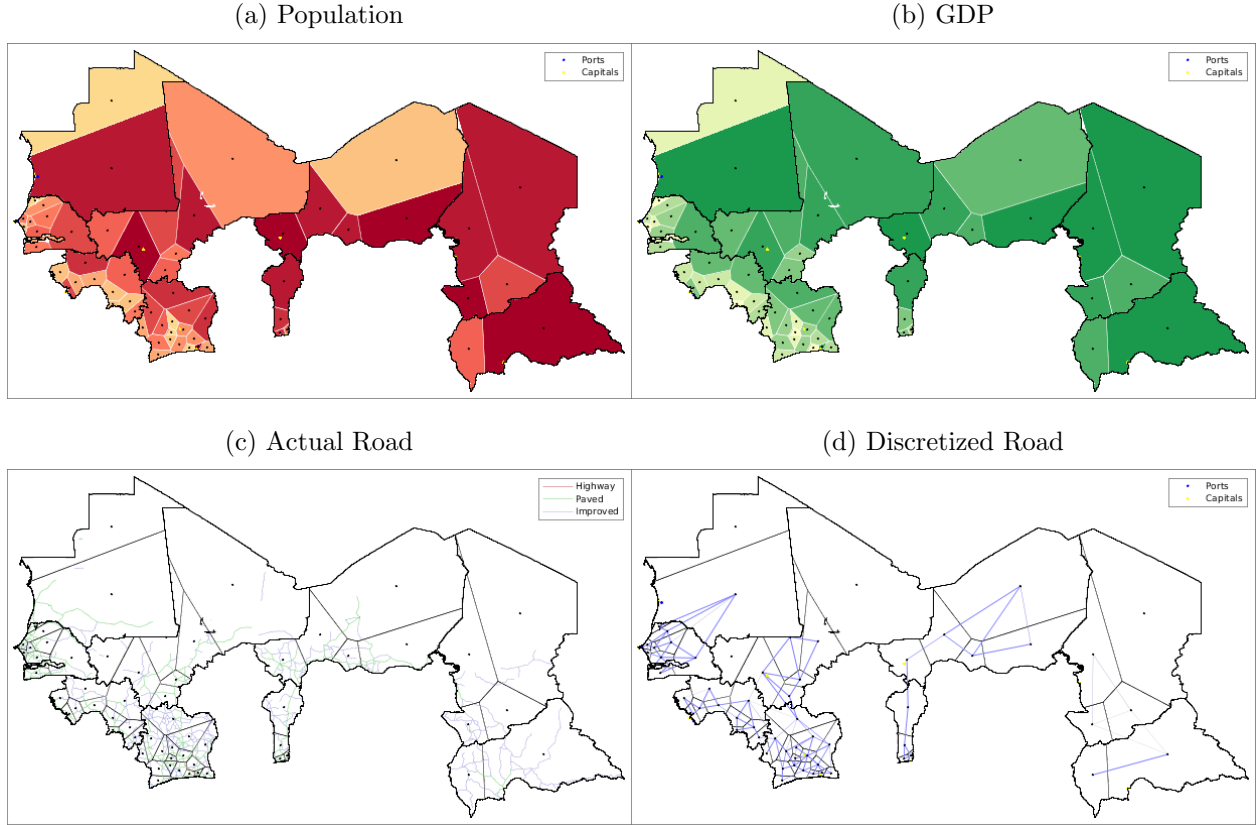 (a) Population
(b) GDP
Ports
Capitals
Ports
Capitals
(c) Actual Road
(d) Discretized Road
Highway
Paved
Improved
Ports
Capitals